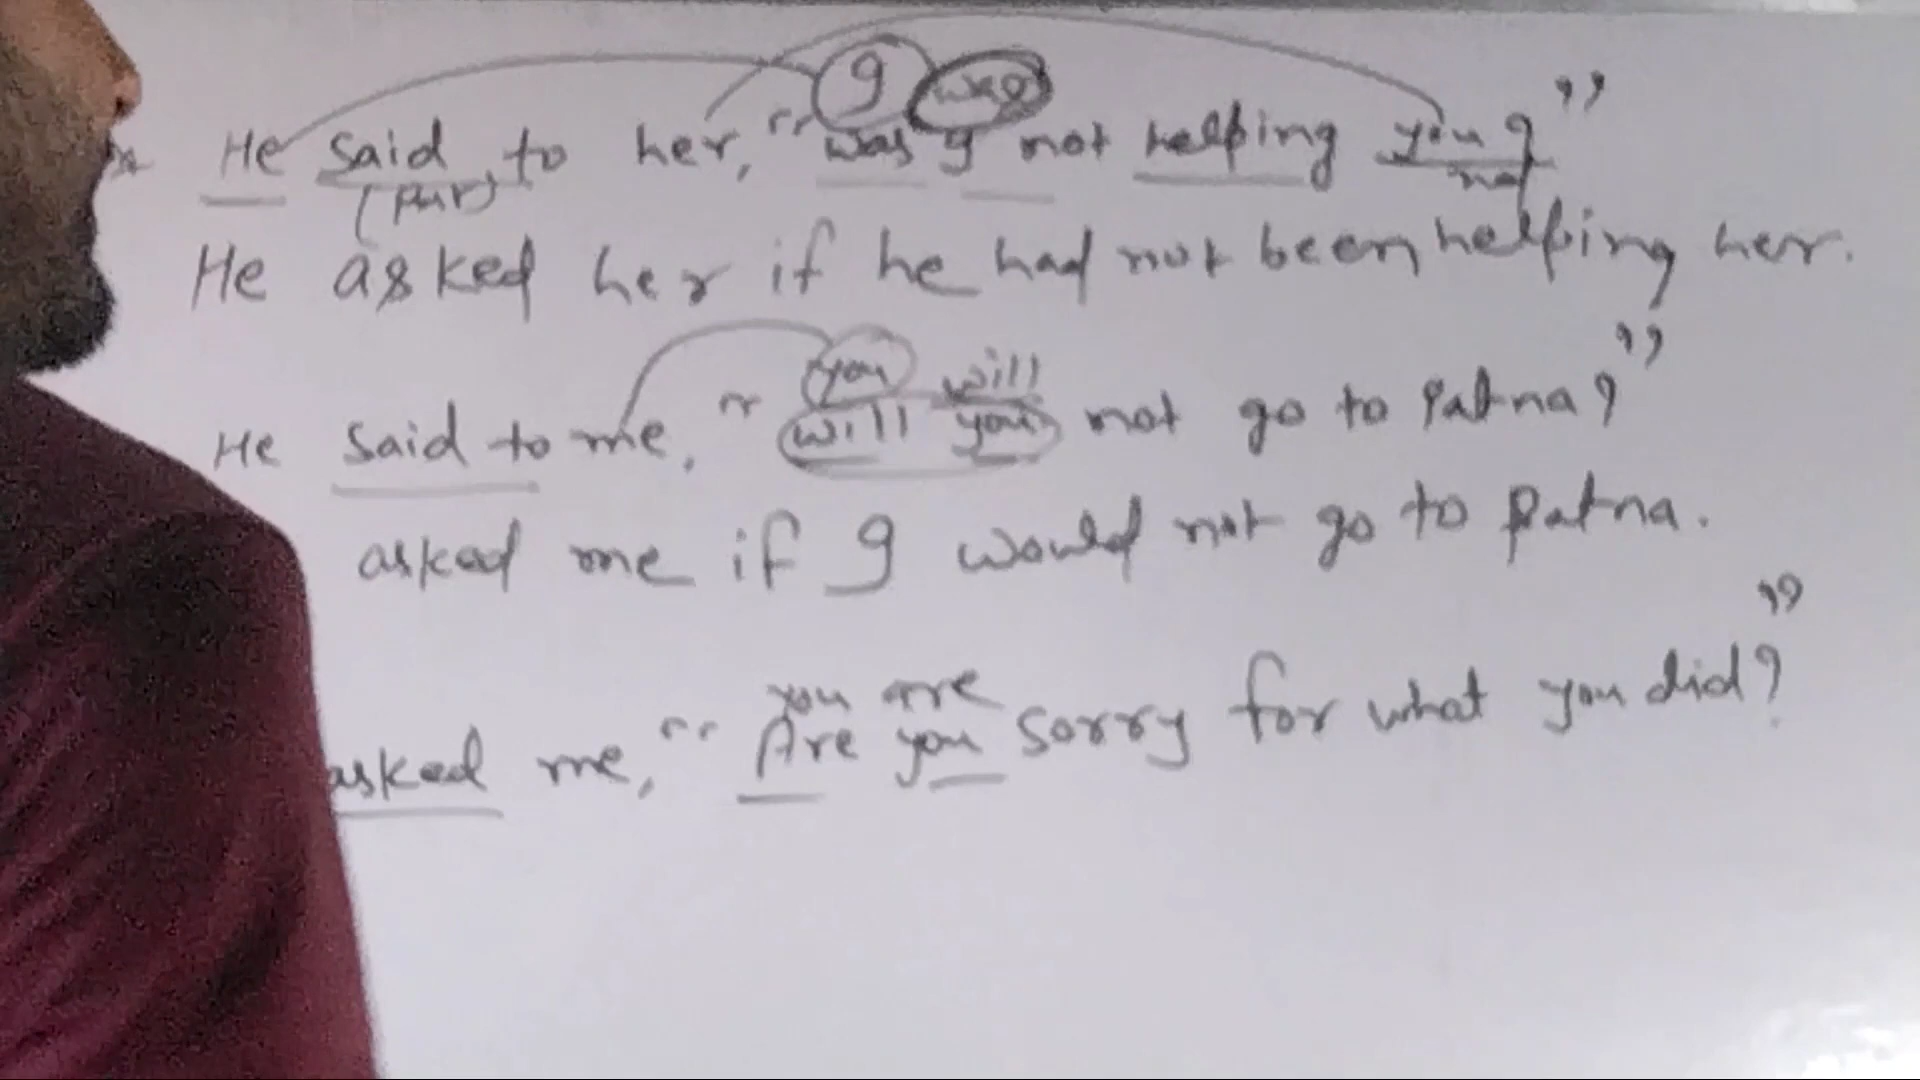 I was
He said to her, "was I not helping you?"
(Past)
He asked her if he had not been helping her.
you will
He said to me, "will you not go to Patna?"
asked me if I would not go to Patna.
you are
asked me, "Are you sorry for what you did?"